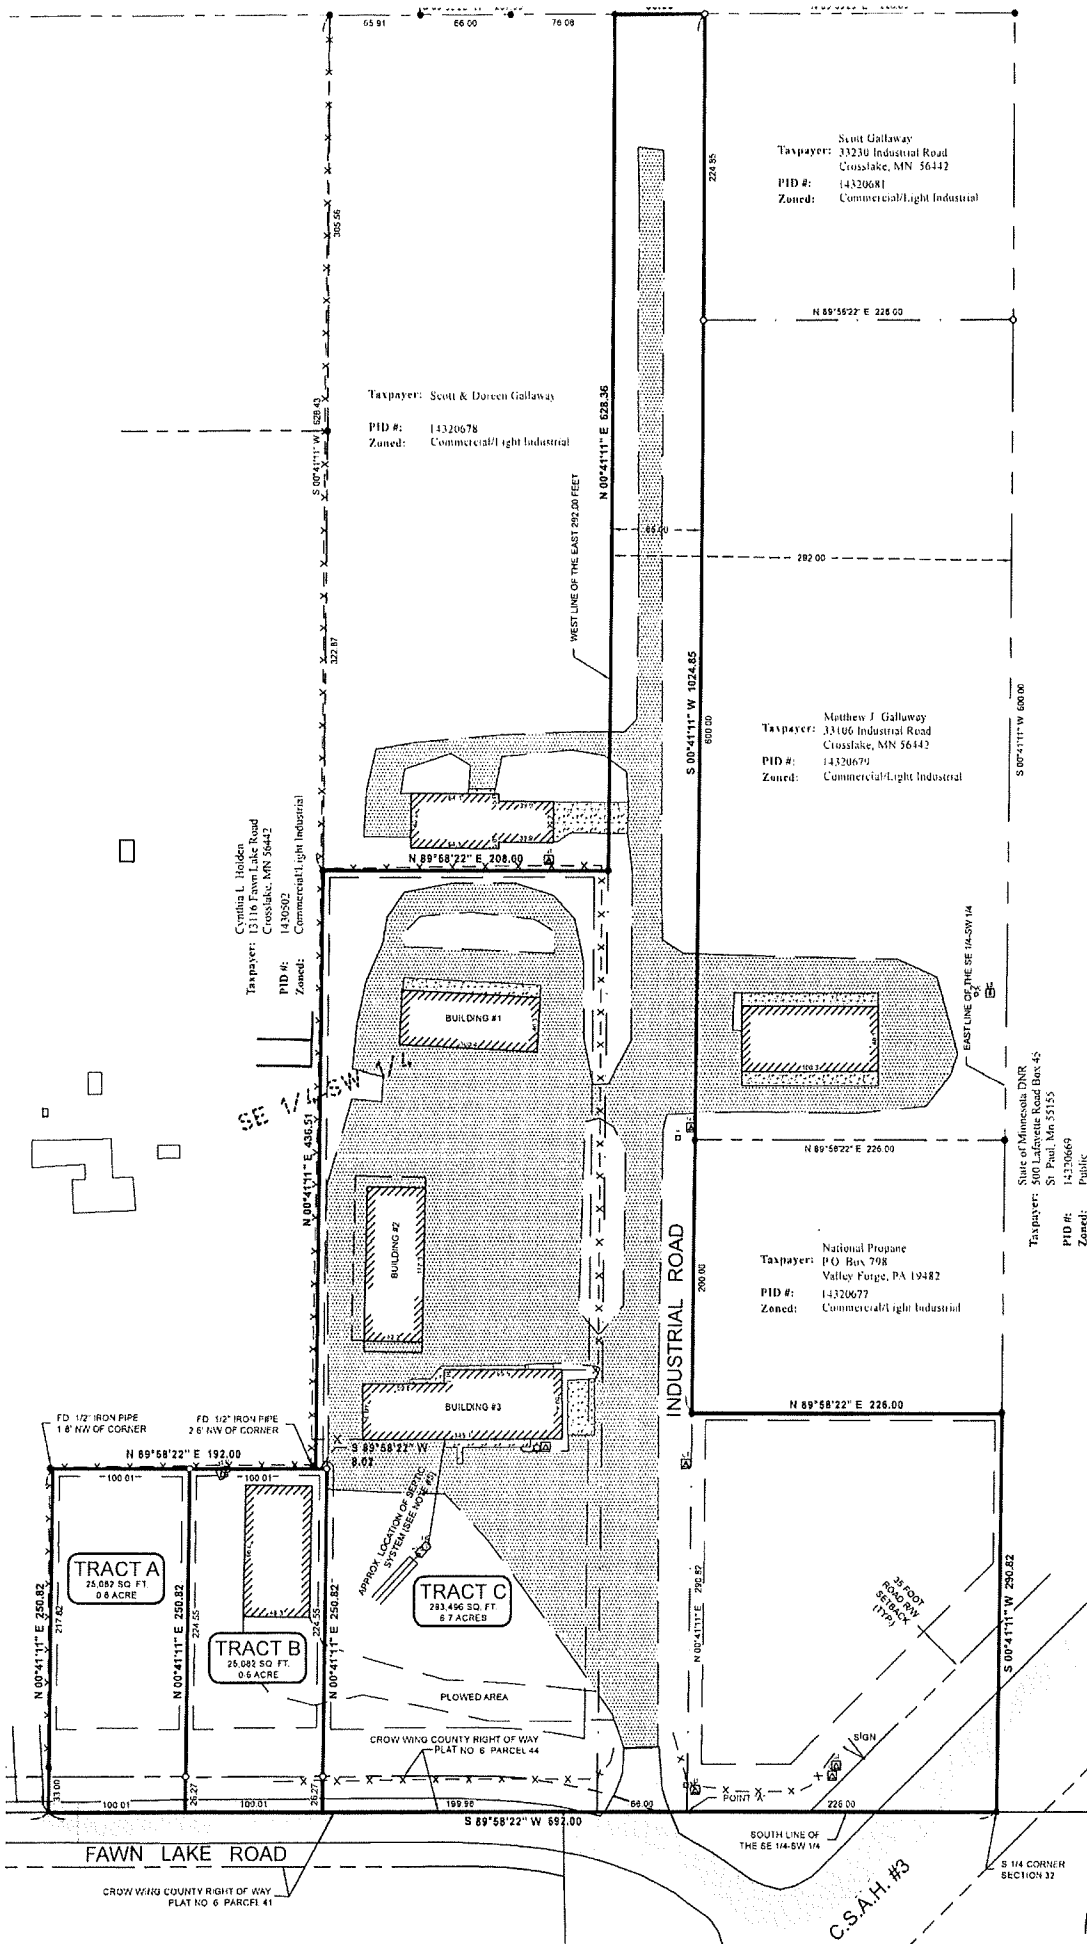 65.91
66.00
76.08
Scott Gallaway
Taxpayer: 33230 Industrial Road
Crosslake, MN 56442
PID #: 14320681
Zoned: Commercial/Light Industrial
224.85
305.56
N 89°58'22" E 226.00
Taxpayer: Scott & Doreen Gallaway
PID #: 14320678
Zoned: Commercial/Light Industrial
S 00°41'11" W 628.43
N 00°41'11" E 628.36
WEST LINE OF THE EAST 292.00 FEET
66.00
292.00
322.87
S 00°41'11" W 1024.85
600.00
S 00°41'11" W 600.00
Matthew J. Gallaway
Taxpayer: 33106 Industrial Road
Crosslake, MN 56442
PID #: 14320679
Zoned: Commercial/Light Industrial
Cynthia L. Holden
Taxpayer: 13116 Fawn Lake Road
Crosslake, MN 56442
PID #: 1430502
Zoned: Commercial/Light Industrial
N 89°58'22" E 208.00
BUILDING #1
SE 1/4-SW 1/4
EAST LINE OF THE SE 1/4-SW 1/4
N 00°41'11" E 436.51
N 89°58'22" E 226.00
State of Minnesota DNR
Taxpayer: 500 Lafayette Road Box 45
St. Paul, Mn 55155
PID #: 14320669
Zoned: Public
BUILDING #2
INDUSTRIAL ROAD
200.00
National Propane
Taxpayer: P.O. Box 798
Valley Forge, PA 19482
PID #: 14320677
Zoned: Commercial/Light Industrial
BUILDING #3
N 89°58'22" E 226.00
FD 1/2" IRON PIPE
1.8' NW OF CORNER
FD 1/2" IRON PIPE
2.6' NW OF CORNER
N 89°58'22" E 192.00
S 89°58'22" W
8.02
100.01
100.01
APPROX. LOCATION OF SEPTIC
SYSTEM (SEE NOTE #5)
TRACT A
25,082 SQ. FT.
0.6 ACRE
TRACT B
25,082 SQ. FT.
0.6 ACRE
TRACT C
293,496 SQ. FT.
6.7 ACRES
N 00°41'11" E 250.82
217.82
N 00°41'11" E 250.82
224.55
224.55
N 00°41'11" E 250.82
N 00°41'11" E 290.82
35 FOOT
ROAD R/W
SETBACK
(TYP.)
S 00°41'11" W 290.82
PLOWED AREA
CROW WING COUNTY RIGHT OF WAY
PLAT NO. 6 PARCEL 44
SIGN
33.00
26.27
26.27
100.01
100.01
199.98
66.00
POINT "A"
226.00
S 89°58'22" W 692.00
SOUTH LINE OF
THE SE 1/4-SW 1/4
FAWN LAKE ROAD
CROW WING COUNTY RIGHT OF WAY
PLAT NO. 6 PARCEL 41
S 1/4 CORNER
SECTION 32
C.S.A.H. #3